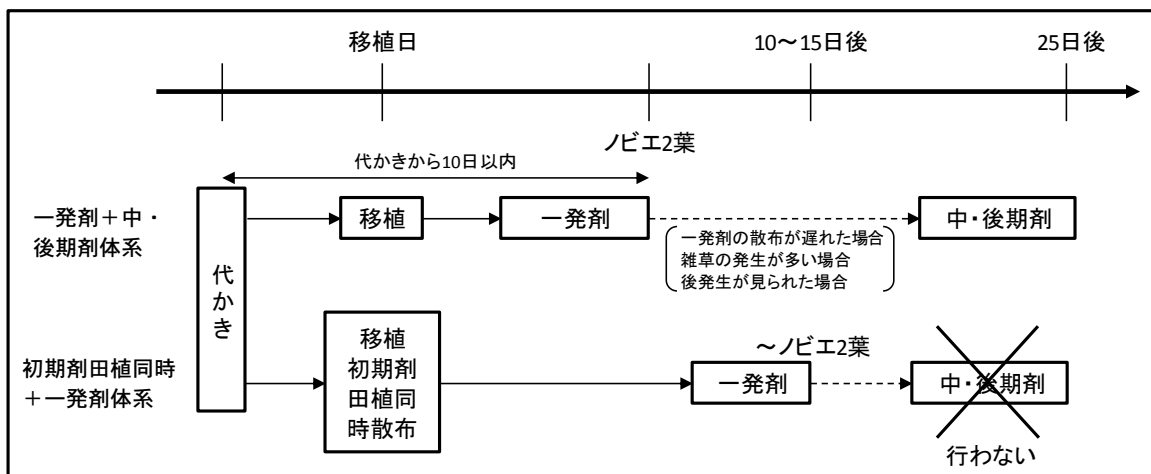 移植日
10～15日後
25日後
ノビエ2葉
代かきから10日以内
一発剤＋中・
後期剤体系
代かき
移植
一発剤
中・後期剤
一発剤の散布が遅れた場合
雑草の発生が多い場合
後発生が見られた場合
初期剤田植同時
＋一発剤体系
移植
初期剤
田植同
時散布
～ノビエ2葉
一発剤
中・後期剤
行わない